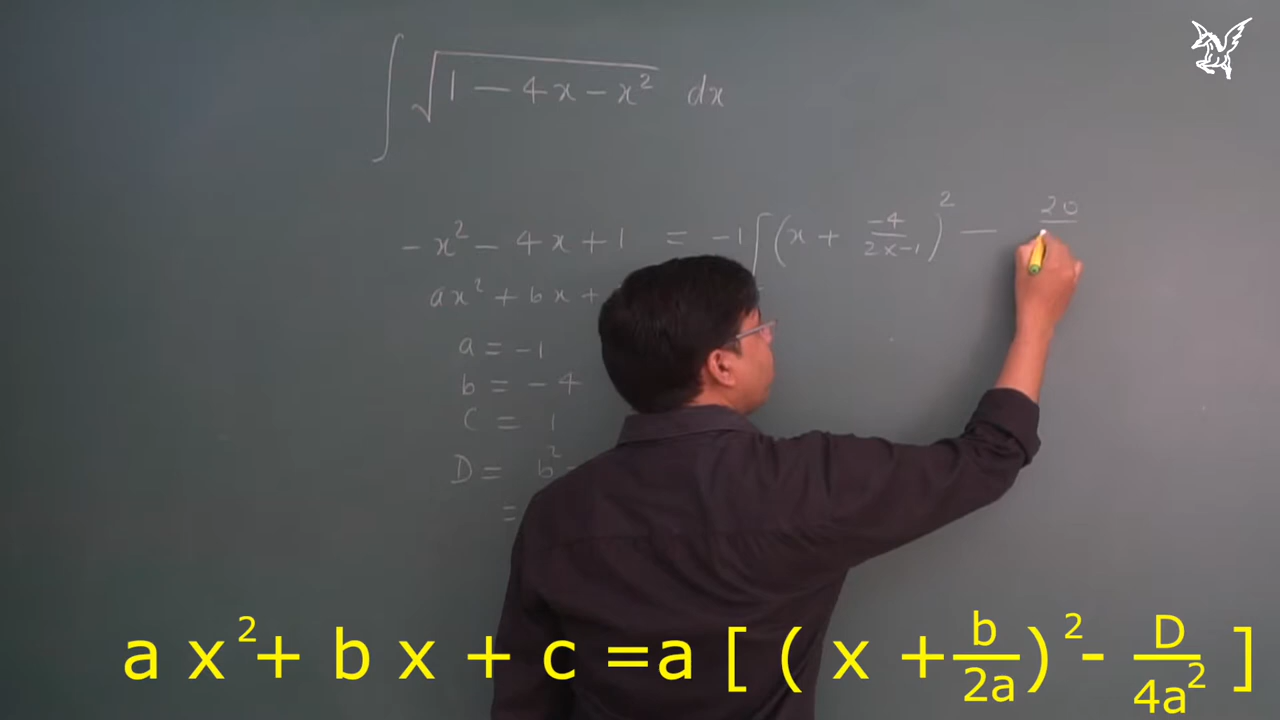 ∫ √(1 − 4x − x²) dx
−x² − 4x + 1 = −1[(x + −4/(2×−1))² − 20/
ax² + bx +
a = −1
b = −4
C = 1
D = b²
=
a x² + b x + c = a [ ( x + b/2a )² - D/4a² ]